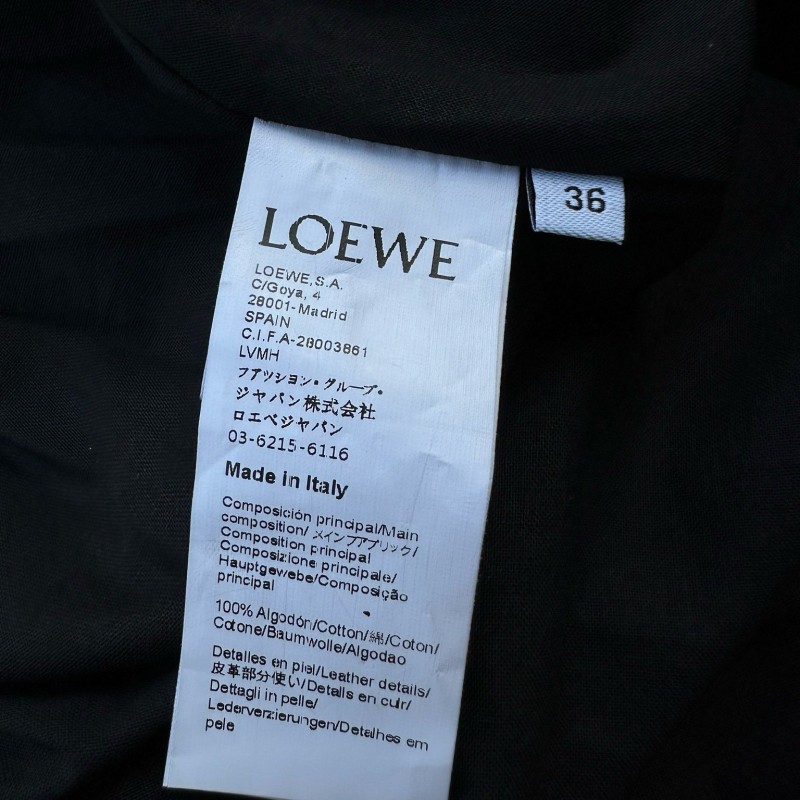 LOEWE
36
LOEWE,S.A.
C/Goya, 4
28001-Madrid
SPAIN
C.I.F.A-28003861
LVMH
ファッション・グループ・
ジャパン株式会社
ロエベジャパン
03-6215-6116
Made in Italy
Composición principal/Main
composition/メインファブリック/
Composition principal
Composizione principale/
Hauptgewebe/Composição
principal
100% Algodón/Cotton/綿/Coton/
Cotone/Baumwolle/Algodao
Detalles en piel/Leather details/
皮革部分使い/Details en cuir/
Dettagli in pelle/
Lederverzierungen/Detalhes em
pele